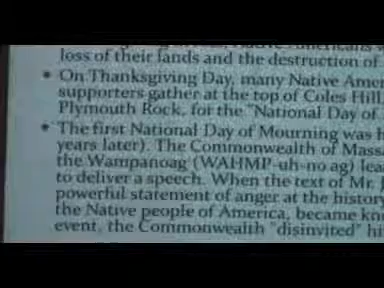 Native Americans
loss of their lands and the destruction of
• On Thanksgiving Day, many Native Amer
supporters gather at the top of Coles Hill
Plymouth Rock, for the "National Day of
• The first National Day of Mourning was h
years later). The Commonwealth of Mass
the Wampanoag (WAHMP-uh-no ag) lea
to deliver a speech. When the text of Mr. J
powerful statement of anger at the history
the Native people of America, became kn
event, the Commonwealth "disinvited" hi